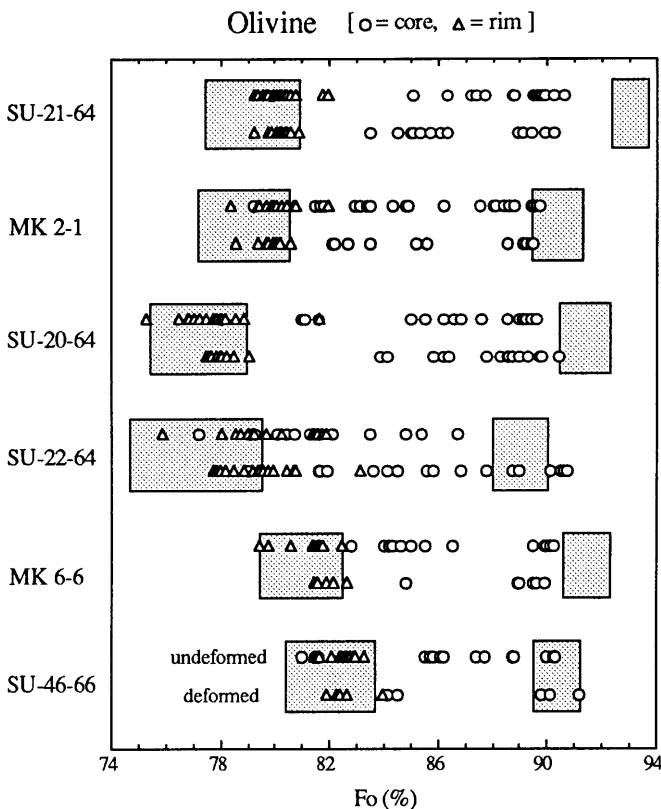 Olivine [ o = core, Δ = rim ]
SU-21-64
MK 2-1
SU-20-64
SU-22-64
MK 6-6
undeformed
SU-46-66
deformed
74 78 82 86 90 94
Fo (%)